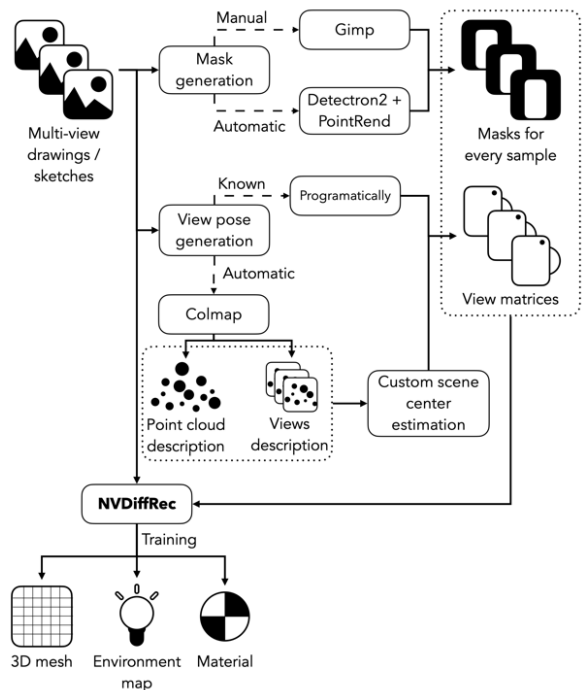 Manual
Gimp
Mask
generation
Automatic
Detectron2 +
PointRend
Multi-view
drawings /
sketches
Masks for
every sample
Known
Programatically
View pose
generation
Automatic
View matrices
Colmap
Point cloud
description
Views
description
Custom scene
center
estimation
NVDiffRec
Training
3D mesh
Environment
map
Material